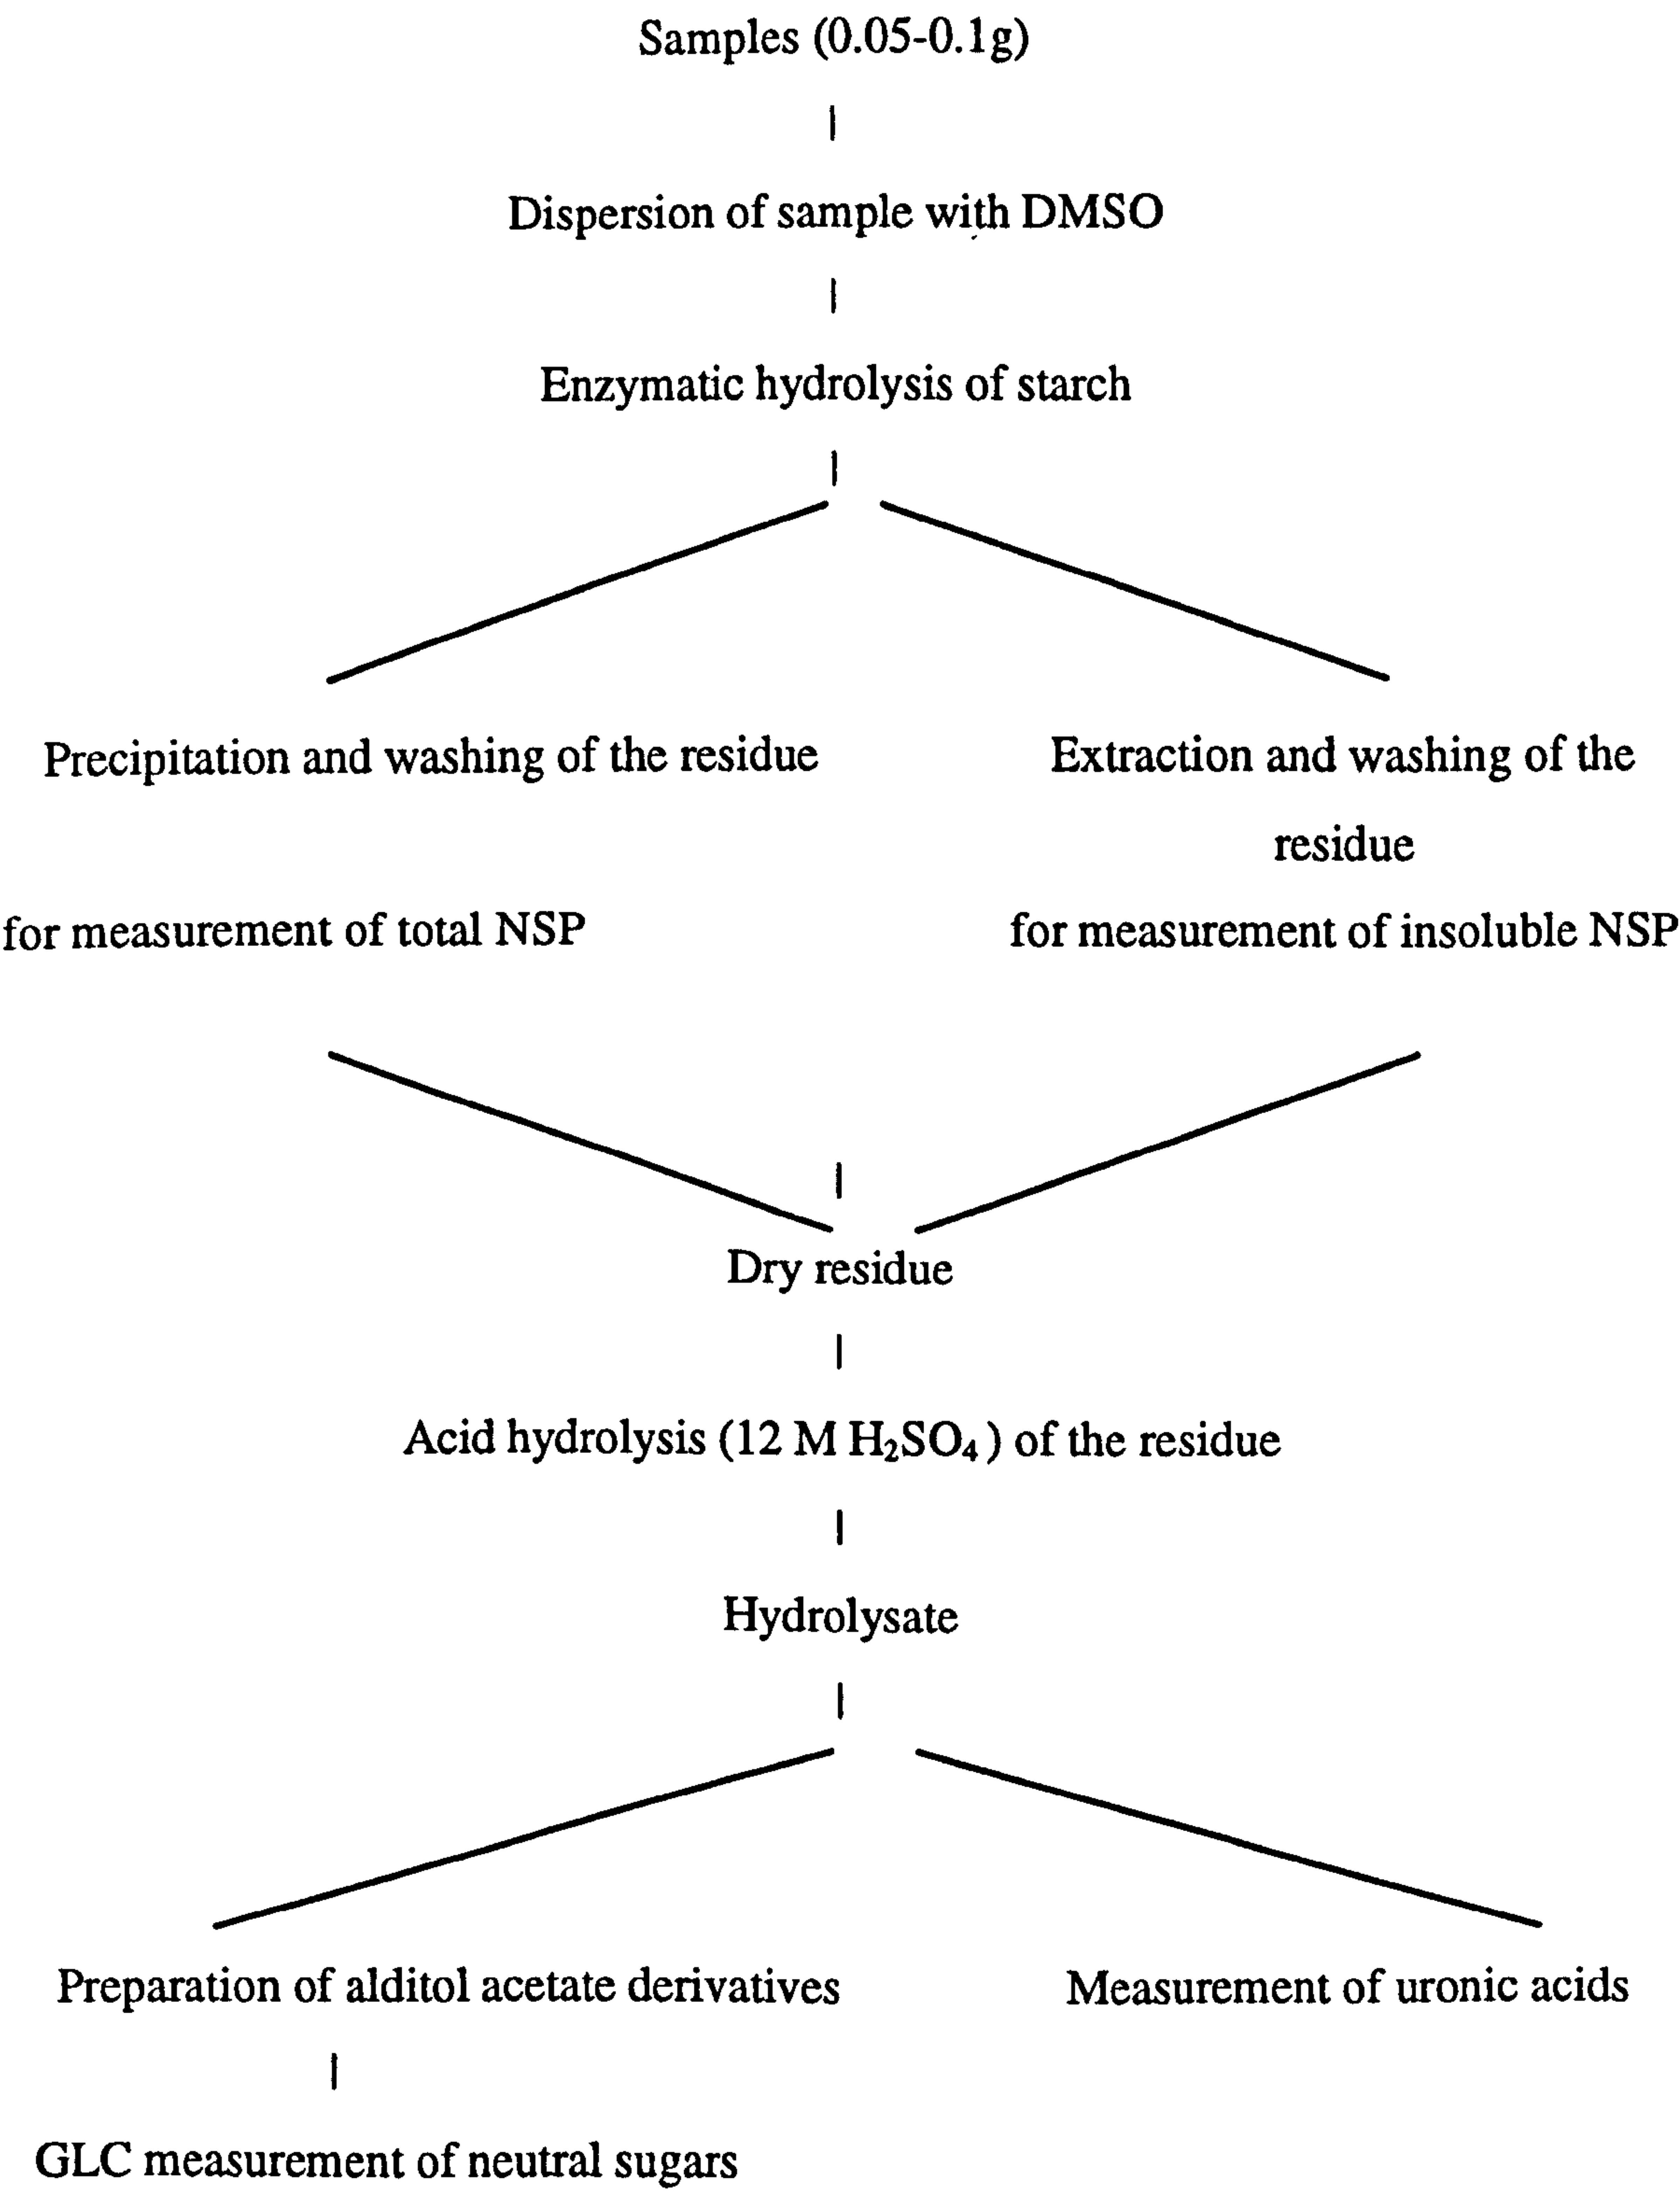 Samples (0.05-0.1g)
Dispersion of sample with DMSO
Enzymatic hydrolysis of starch
Precipitation and washing of the residue
for measurement of total NSP
Extraction and washing of the
residue
for measurement of insoluble NSP
Dry residue
Acid hydrolysis (12 M H₂SO₄) of the residue
Hydrolysate
Preparation of alditol acetate derivatives
Measurement of uronic acids
GLC measurement of neutral sugars